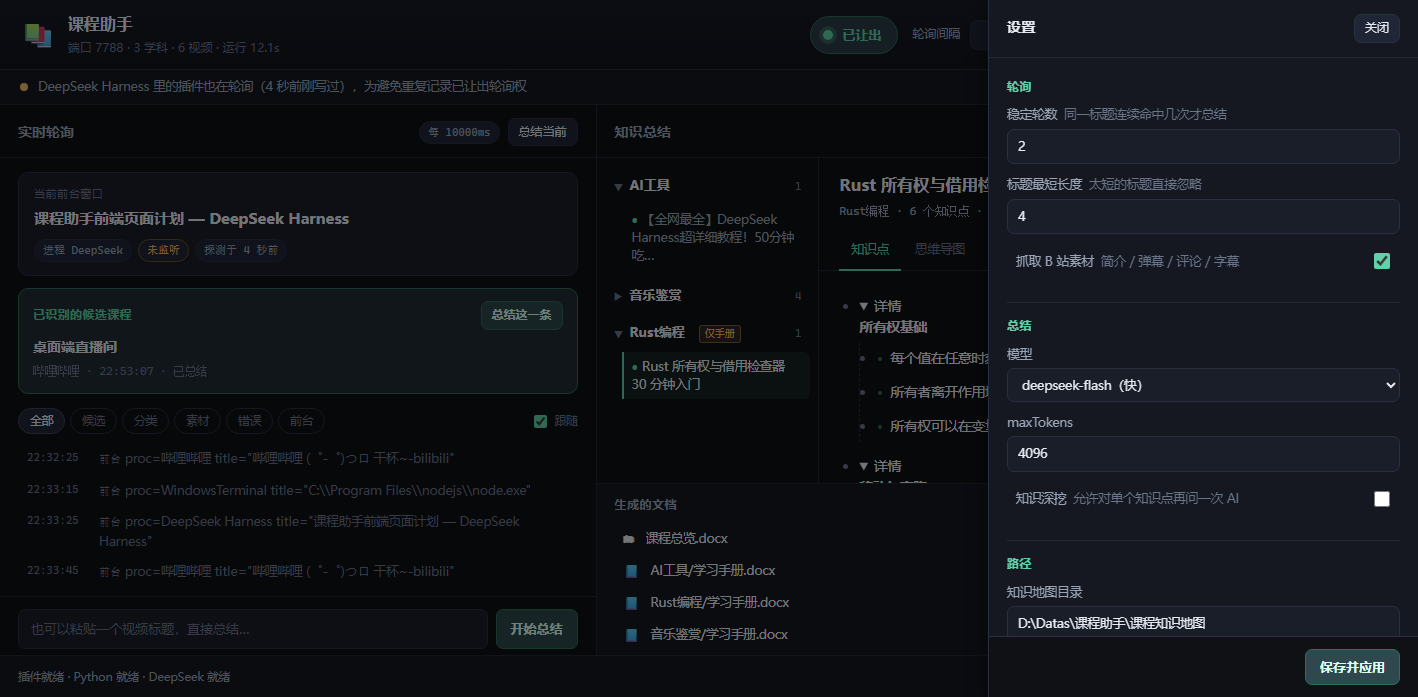 课程助手
端口 7788 · 3 学科 · 6 视频 · 运行 12.1s
已让出
轮询间隔
DeepSeek Harness 里的插件也在轮询（4 秒前刚写过），为避免重复记录已让出轮询权
实时轮询
每 10000ms
总结当前
当前前台窗口
课程助手前端页面计划 — DeepSeek Harness
进程 DeepSeek
未监听
探测于 4 秒前
已识别的候选课程
总结这一条
桌面端直播间
哔哩哔哩 · 22:53:07 · 已总结
全部
候选
分类
素材
错误
前台
跟随
22:32:25 前台 proc=哔哩哔哩 title="哔哩哔哩 (゜-゜)つロ 干杯~-bilibili"
22:33:15 前台 proc=WindowsTerminal title="C:\\Program Files\\nodejs\\node.exe"
22:33:25 前台 proc=DeepSeek Harness title="课程助手前端页面计划 — DeepSeek
Harness"
22:33:45 前台 proc=哔哩哔哩 title="哔哩哔哩 (゜-゜)つロ 干杯~-bilibili"
也可以粘贴一个视频标题，直接总结...
开始总结
插件就绪 · Python 就绪 · DeepSeek 就绪
知识总结
AI工具 1
【全网最全】DeepSeek
Harness超详细教程！50分钟
吃...
音乐鉴赏 4
Rust编程 仅手册 1
Rust 所有权与借用检查器
30 分钟入门
Rust 所有权与借用检
Rust编程 · 6 个知识点 ·
知识点
思维导图
详情
所有权基础
每个值在任意时刻
所有者离开作用域
所有权可以在变量
详情
生成的文档
课程总览.docx
AI工具/学习手册.docx
Rust编程/学习手册.docx
音乐鉴赏/学习手册.docx
设置
关闭
轮询
稳定轮数 同一标题连续命中几次才总结
2
标题最短长度 太短的标题直接忽略
4
抓取 B 站素材 简介 / 弹幕 / 评论 / 字幕
总结
模型
deepseek-flash（快）
maxTokens
4096
知识深挖 允许对单个知识点再问一次 AI
路径
知识地图目录
D:\Datas\课程助手\课程知识地图
保存并应用